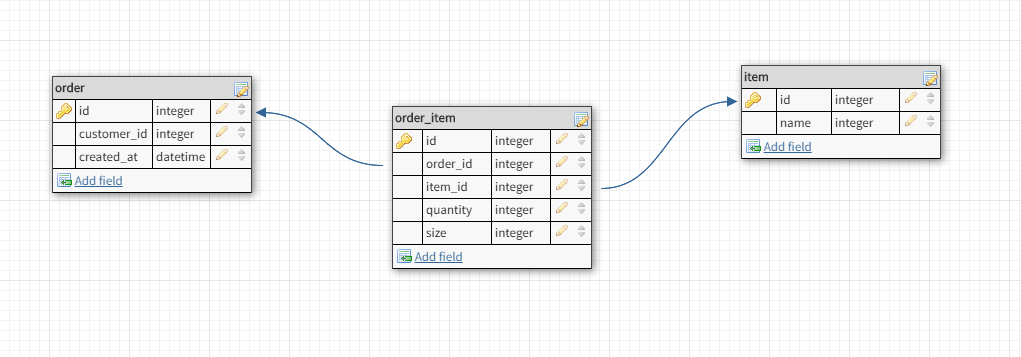 order
id integer
customer_id integer
created_at datetime
Add field
order_item
id integer
order_id integer
item_id integer
quantity integer
size integer
Add field
item
id integer
name integer
Add field